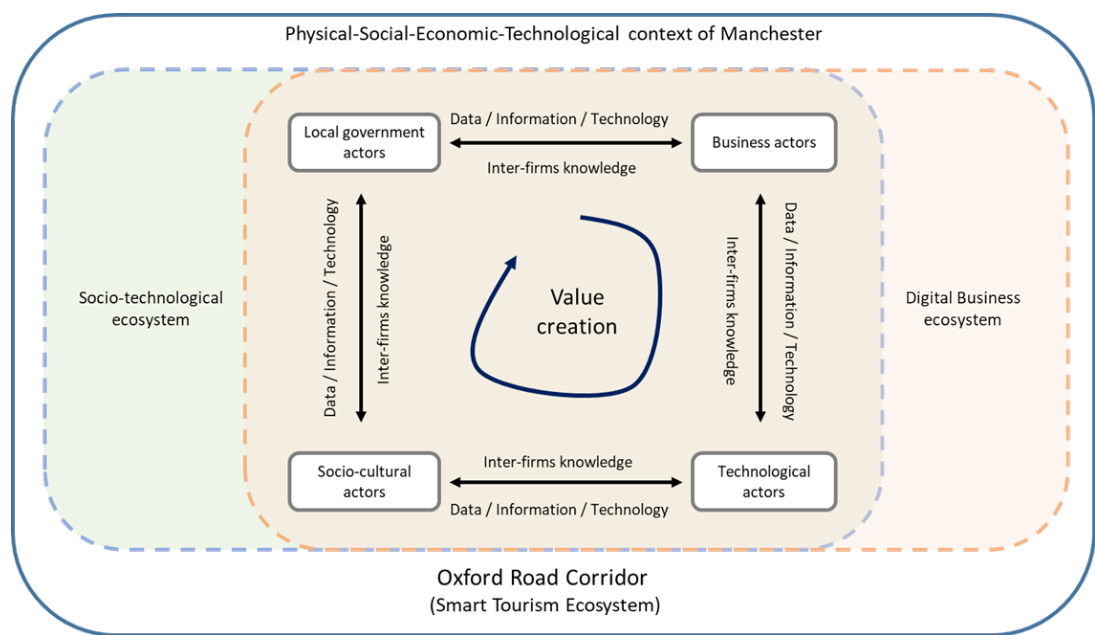 Physical-Social-Economic-Technological context of Manchester
Local government
actors
Data / Information / Technology
Inter-firms knowledge
Business actors
Data / Information / Technology
Inter-firms knowledge
Inter-firms knowledge
Data / Information / Technology
Socio-technological
ecosystem
Value
creation
Digital Business
ecosystem
Socio-cultural
actors
Inter-firms knowledge
Data / Information / Technology
Technological
actors
Oxford Road Corridor
(Smart Tourism Ecosystem)